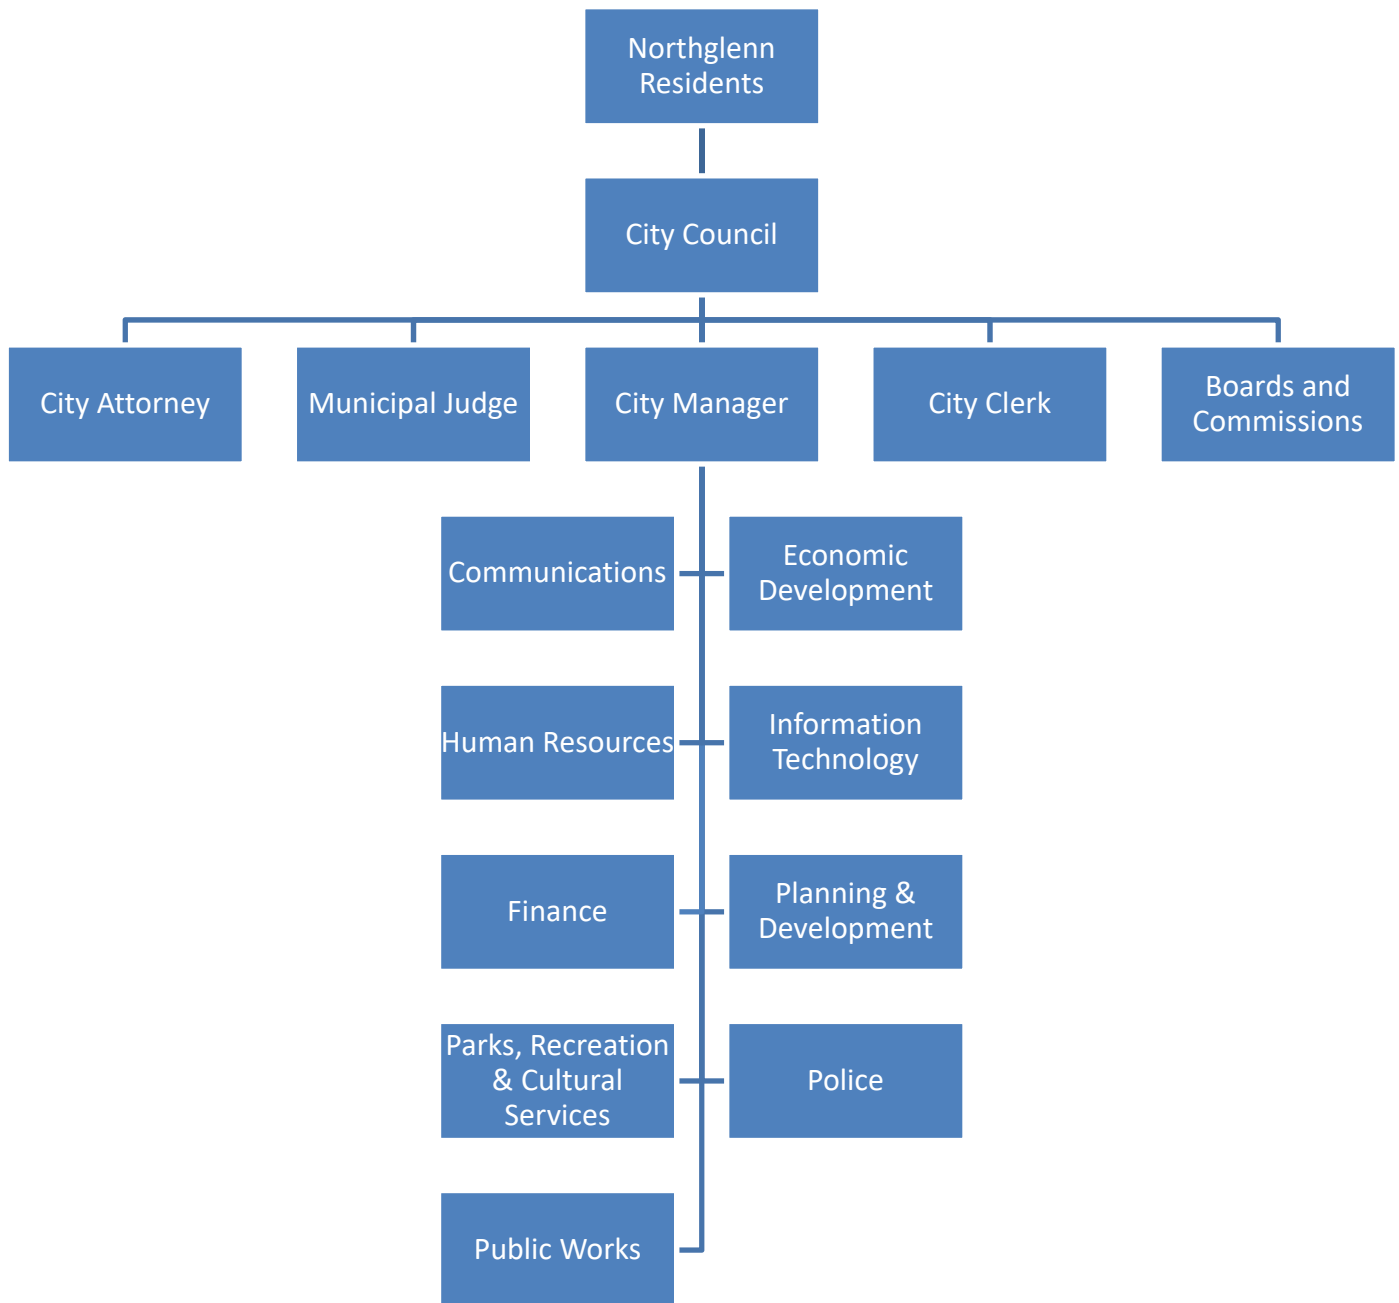 Northglenn
Residents
City Council
City Attorney
Municipal Judge
City Manager
City Clerk
Boards and
Commissions
Communications
Economic
Development
Human Resources
Information
Technology
Finance
Planning &
Development
Parks, Recreation
& Cultural
Services
Police
Public Works